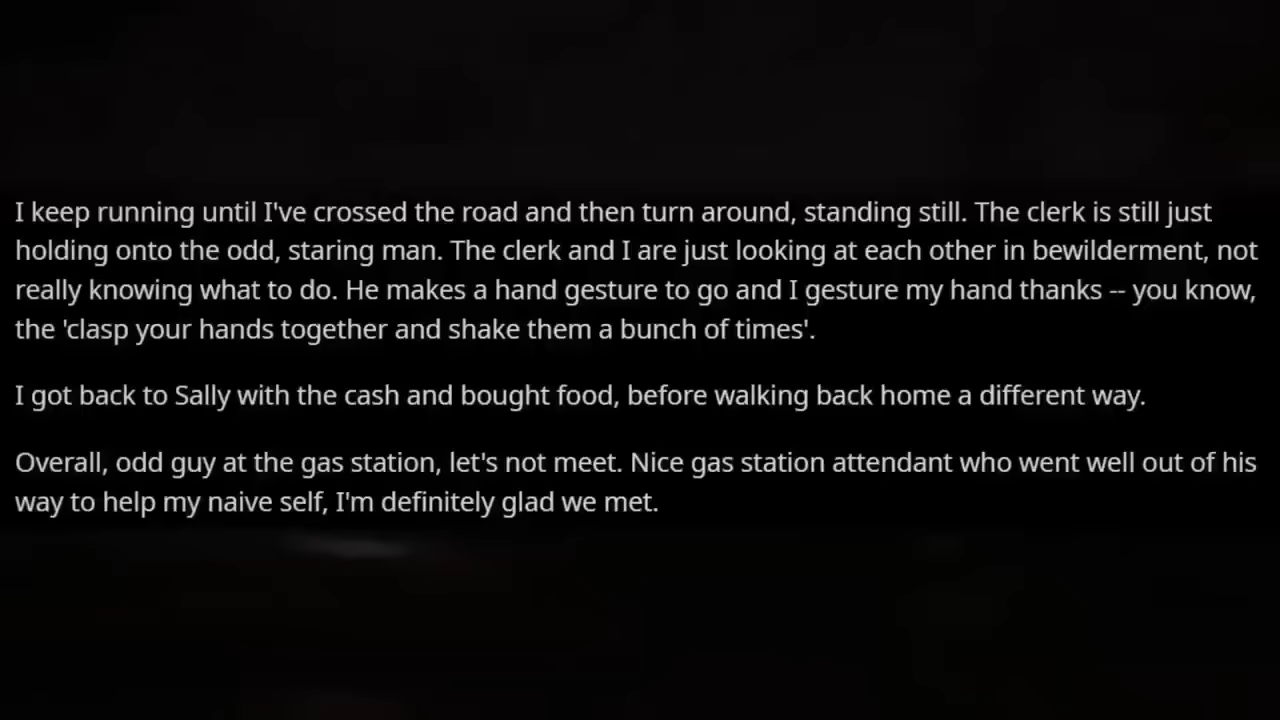 I keep running until I've crossed the road and then turn around, standing still. The clerk is still just
holding onto the odd, staring man. The clerk and I are just looking at each other in bewilderment, not
really knowing what to do. He makes a hand gesture to go and I gesture my hand thanks -- you know,
the 'clasp your hands together and shake them a bunch of times'.
I got back to Sally with the cash and bought food, before walking back home a different way.
Overall, odd guy at the gas station, let's not meet. Nice gas station attendant who went well out of his
way to help my naive self, I'm definitely glad we met.